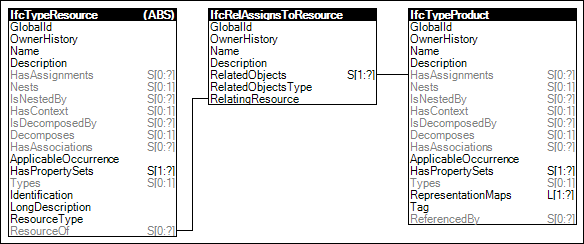 IfcTypeResource (ABS)
GlobalId
OwnerHistory
Name
Description
HasAssignments S[0:?]
Nests S[0:1]
IsNestedBy S[0:?]
HasContext S[0:1]
IsDecomposedBy S[0:?]
Decomposes S[0:1]
HasAssociations S[0:?]
ApplicableOccurrence
HasPropertySets S[1:?]
Types S[0:1]
Identification
LongDescription
ResourceType
ResourceOf S[0:?]
IfcRelAssignsToResource
GlobalId
OwnerHistory
Name
Description
RelatedObjects S[1:?]
RelatedObjectsType
RelatingResource
IfcTypeProduct
GlobalId
OwnerHistory
Name
Description
HasAssignments S[0:?]
Nests S[0:1]
IsNestedBy S[0:?]
HasContext S[0:1]
IsDecomposedBy S[0:?]
Decomposes S[0:1]
HasAssociations S[0:?]
ApplicableOccurrence
HasPropertySets S[1:?]
Types S[0:1]
RepresentationMaps L[1:?]
Tag
ReferencedBy S[0:?]